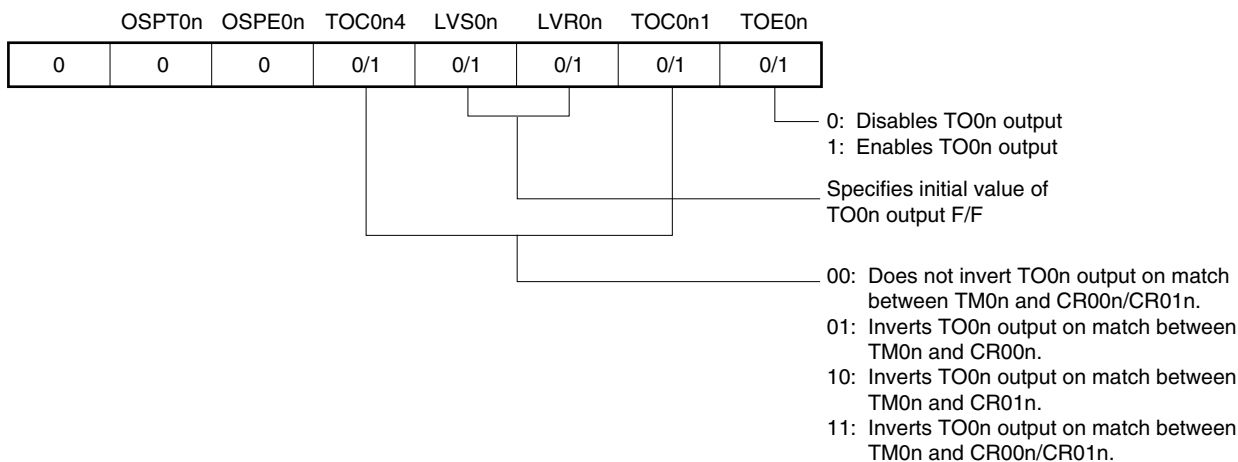 OSPT0n OSPE0n TOC0n4 LVS0n LVR0n TOC0n1 TOE0n
0 0 0 0/1 0/1 0/1 0/1 0/1
0: Disables TO0n output
1: Enables TO0n output
Specifies initial value of
TO0n output F/F
00: Does not invert TO0n output on match
between TM0n and CR00n/CR01n.
01: Inverts TO0n output on match between
TM0n and CR00n.
10: Inverts TO0n output on match between
TM0n and CR01n.
11: Inverts TO0n output on match between
TM0n and CR00n/CR01n.